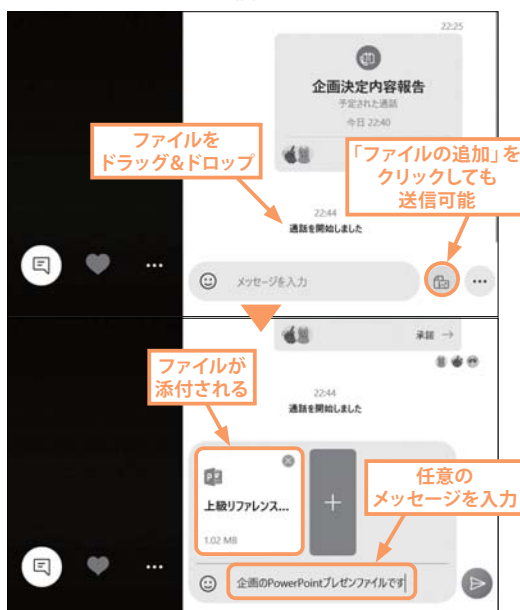 22:25
企画決定内容報告
予定された通話
今日 22:40
ファイルを
ドラッグ&ドロップ
「ファイルの追加」を
クリックしても
送信可能
22:44
通話を開始しました
メッセージを入力
承諾 →
ファイルが
添付される
22:44
通話を開始しました
上級リファレンス...
1.02 MB
任意の
メッセージを入力
企画のPowerPointプレゼンファイルです